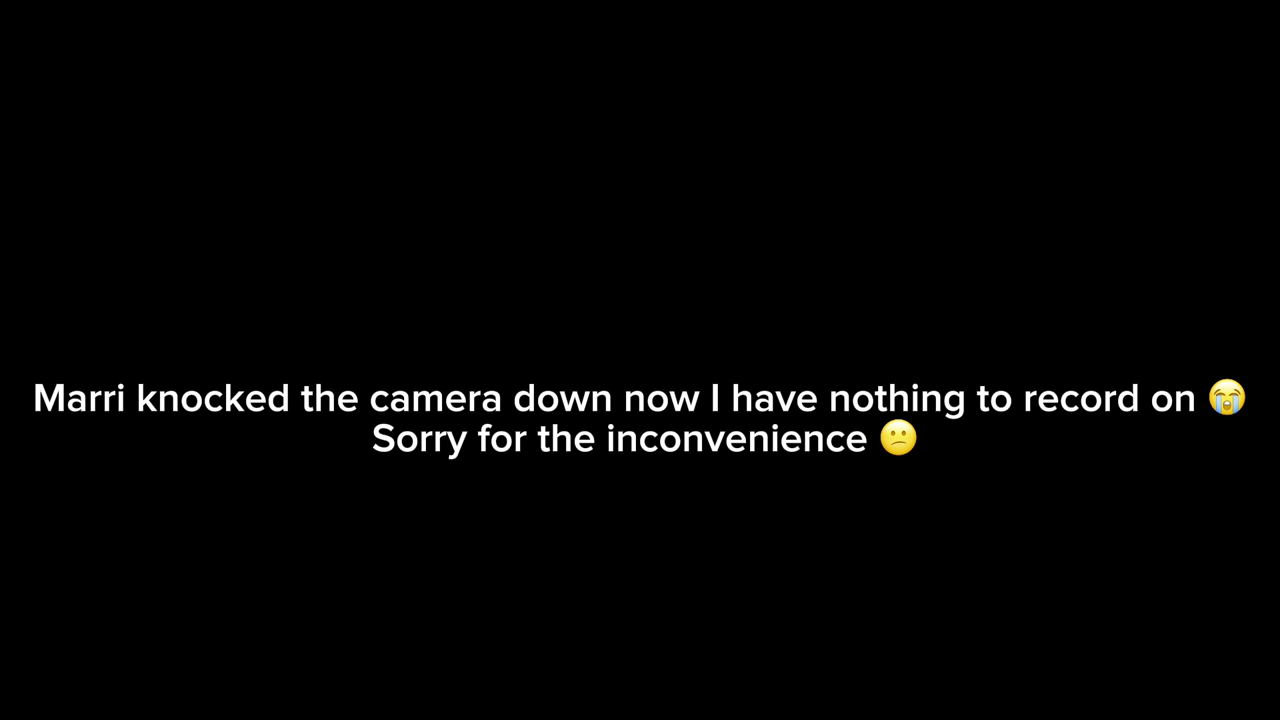 Marri knocked the camera down now I have nothing to record on 😭
Sorry for the inconvenience 😕